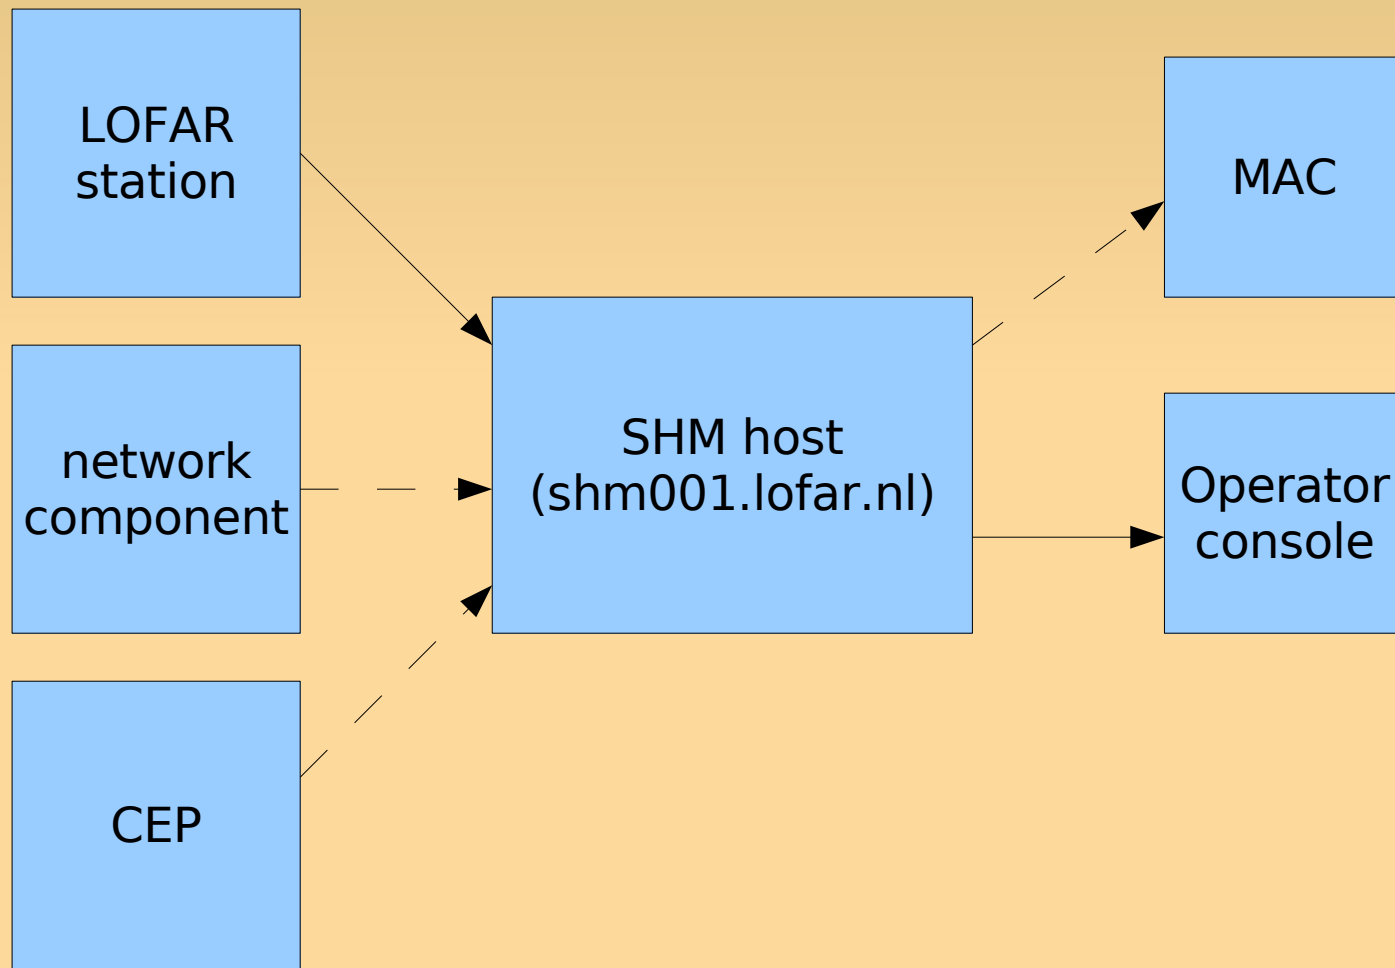 LOFAR
station
network
component
CEP
SHM host
(shm001.lofar.nl)
MAC
Operator
console